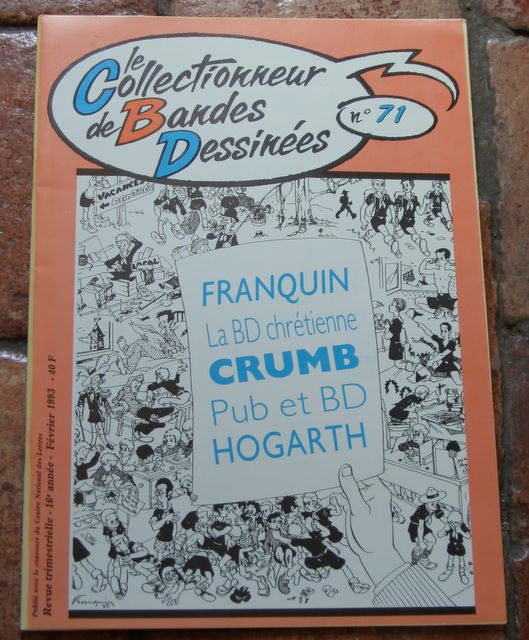 le
Collectionneur
de Bandes
Dessinées
n° 71
VACANCES
RENTRÉE
FRANQUIN
La BD chrétienne
CRUMB
Pub et BD
HOGARTH
Franquin
Publié avec le concours du Centre National des Lettres
Revue trimestrielle - 16e année - Février 1993 - 40 F